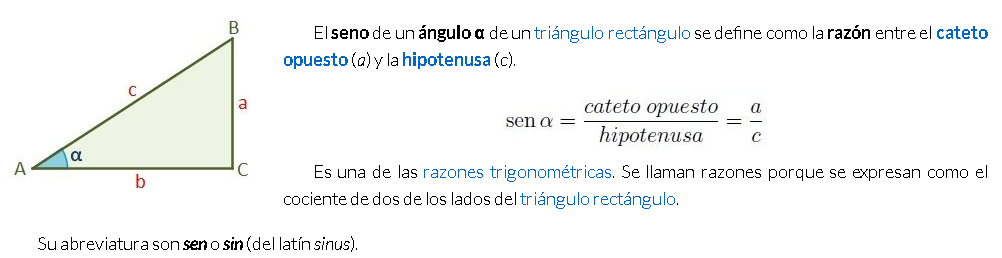 B
c
a
α
A
b
C
El seno de un ángulo α de un triángulo rectángulo se define como la razón entre el cateto
opuesto (a) y la hipotenusa (c).
sen α = cateto opuesto / hipotenusa = a / c
Es una de las razones trigonométricas. Se llaman razones porque se expresan como el
cociente de dos de los lados del triángulo rectángulo.
Su abreviatura son sen o sin (del latín sinus).